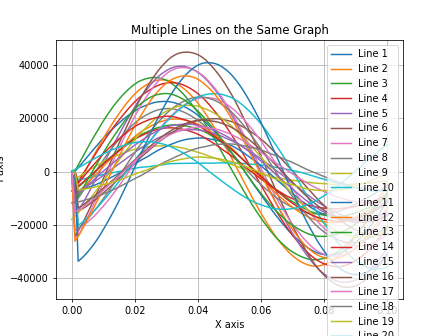 Multiple Lines on the Same Graph
40000
20000
0
−20000
−40000
0.00
0.02
0.04
0.06
X axis
Line 1
Line 2
Line 3
Line 4
Line 5
Line 6
Line 7
Line 8
Line 9
Line 10
Line 11
Line 12
Line 13
Line 14
Line 15
Line 16
Line 17
Line 18
Line 19
Line 20